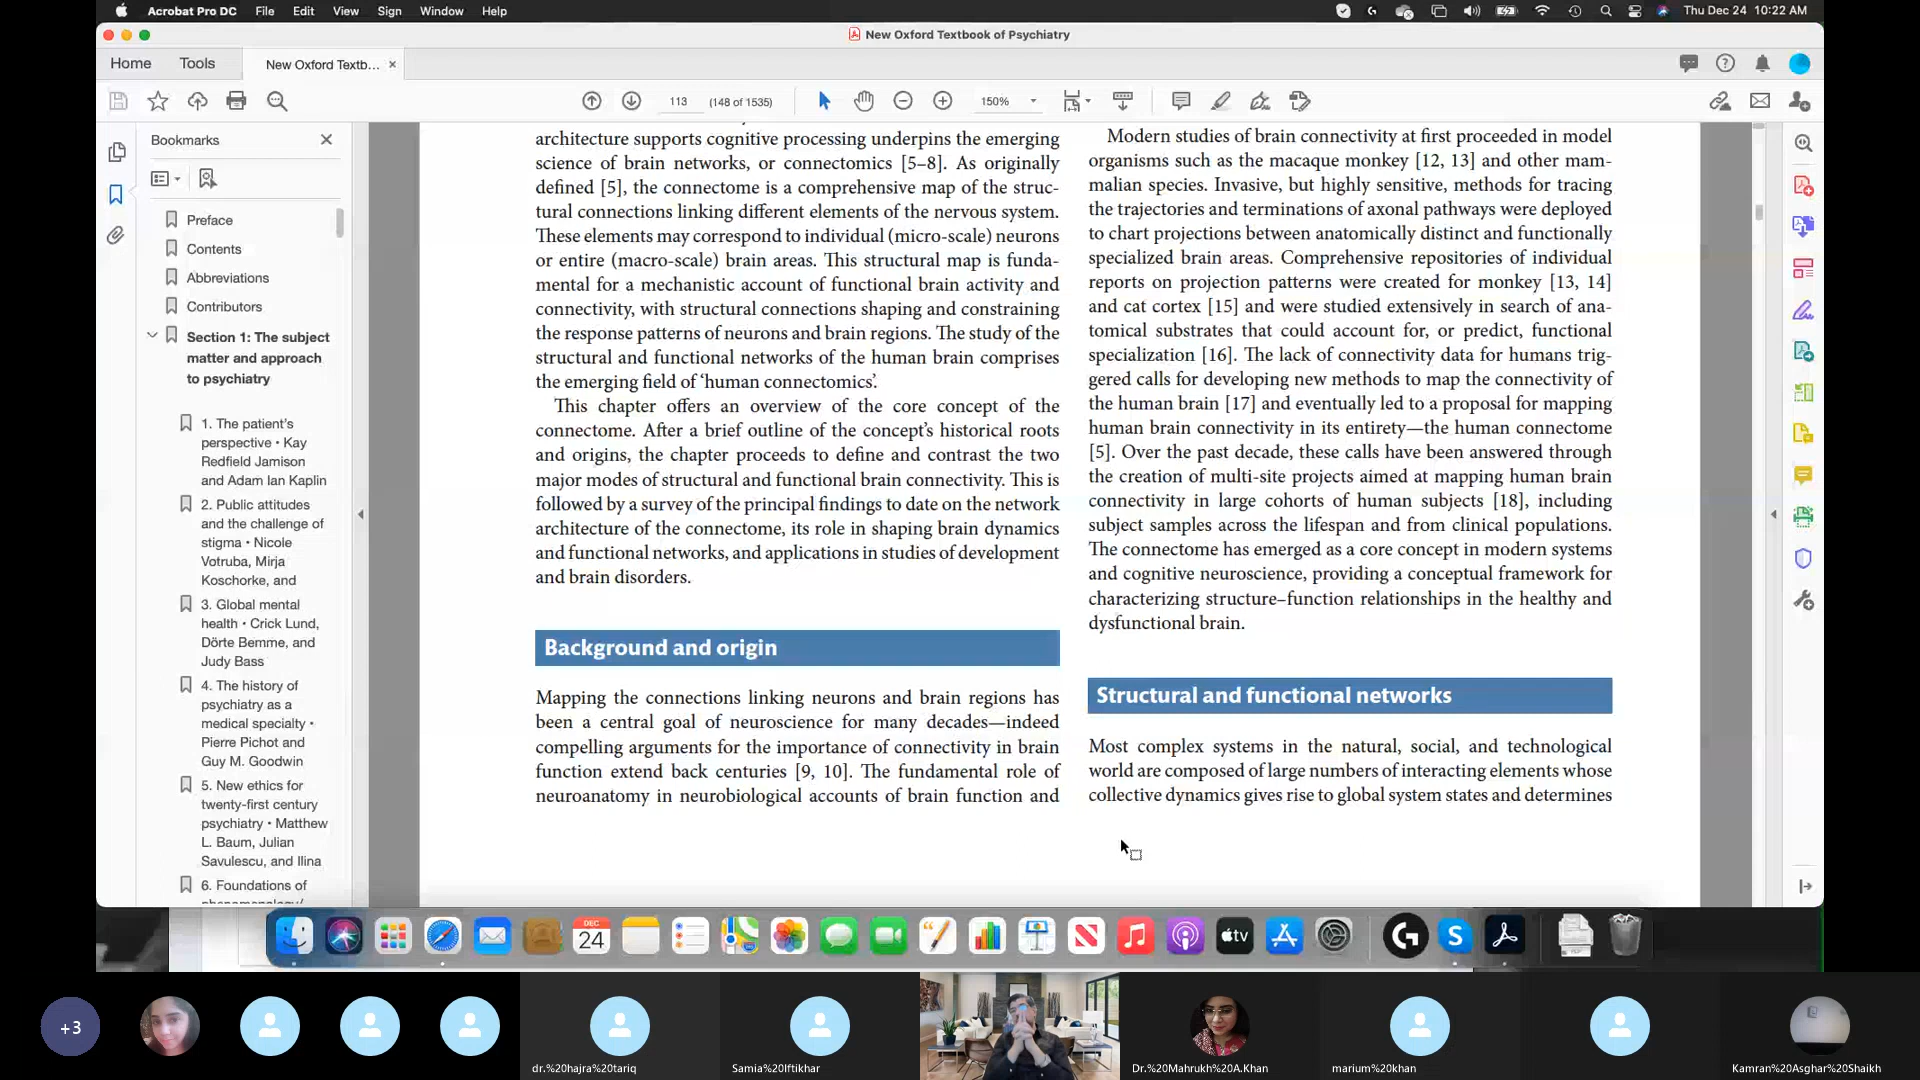 Acrobat Pro DC File Edit View Window Sign Help
Thu Dec 24 10:22 AM
New Oxford Textbook of Psychiatry
Home Tools New Oxford Textb... ×
113 (148 of 1535) 150%
Bookmarks
Preface
Contents
Abbreviations
Contributors
Section 1: The subject
matter and approach
to psychiatry
1. The patient's
perspective • Kay
Redfield Jamison
and Adam Ian Kaplin
2. Public attitudes
and the challenge of
stigma • Nicole
Votruba, Mirja
Koschorke, and
3. Global mental
health • Crick Lund,
Dörte Bemme, and
Judy Bass
4. The history of
psychiatry as a
medical specialty •
Pierre Pichot and
Guy M. Goodwin
5. New ethics for
twenty-first century
psychiatry • Matthew
L. Baum, Julian
Savulescu, and Ilina
6. Foundations of
phenomenology/
architecture supports cognitive processing underpins the emerging
science of brain networks, or connectomics [5–8]. As originally
defined [5], the connectome is a comprehensive map of the struc-
tural connections linking different elements of the nervous system.
These elements may correspond to individual (micro-scale) neurons
or entire (macro-scale) brain areas. This structural map is funda-
mental for a mechanistic account of functional brain activity and
connectivity, with structural connections shaping and constraining
the response patterns of neurons and brain regions. The study of the
structural and functional networks of the human brain comprises
the emerging field of ‘human connectomics’.
This chapter offers an overview of the core concept of the
connectome. After a brief outline of the concept’s historical roots
and origins, the chapter proceeds to define and contrast the two
major modes of structural and functional brain connectivity. This is
followed by a survey of the principal findings to date on the network
architecture of the connectome, its role in shaping brain dynamics
and functional networks, and applications in studies of development
and brain disorders.
Background and origin
Mapping the connections linking neurons and brain regions has
been a central goal of neuroscience for many decades—indeed
compelling arguments for the importance of connectivity in brain
function extend back centuries [9, 10]. The fundamental role of
neuroanatomy in neurobiological accounts of brain function and
Modern studies of brain connectivity at first proceeded in model
organisms such as the macaque monkey [12, 13] and other mam-
malian species. Invasive, but highly sensitive, methods for tracing
the trajectories and terminations of axonal pathways were deployed
to chart projections between anatomically distinct and functionally
specialized brain areas. Comprehensive repositories of individual
reports on projection patterns were created for monkey [13, 14]
and cat cortex [15] and were studied extensively in search of ana-
tomical substrates that could account for, or predict, functional
specialization [16]. The lack of connectivity data for humans trig-
gered calls for developing new methods to map the connectivity of
the human brain [17] and eventually led to a proposal for mapping
human brain connectivity in its entirety—the human connectome
[5]. Over the past decade, these calls have been answered through
the creation of multi-site projects aimed at mapping human brain
connectivity in large cohorts of human subjects [18], including
subject samples across the lifespan and from clinical populations.
The connectome has emerged as a core concept in modern systems
and cognitive neuroscience, providing a conceptual framework for
characterizing structure–function relationships in the healthy and
dysfunctional brain.
Structural and functional networks
Most complex systems in the natural, social, and technological
world are composed of large numbers of interacting elements whose
collective dynamics gives rise to global system states and determines
DEC
24
tv
+3
dr.%20hajra%20tariq
Samia%20Iftikhar
Dr.%20Mahrukh%20A.Khan
marium%20khan
Kamran%20Asghar%20Shaikh